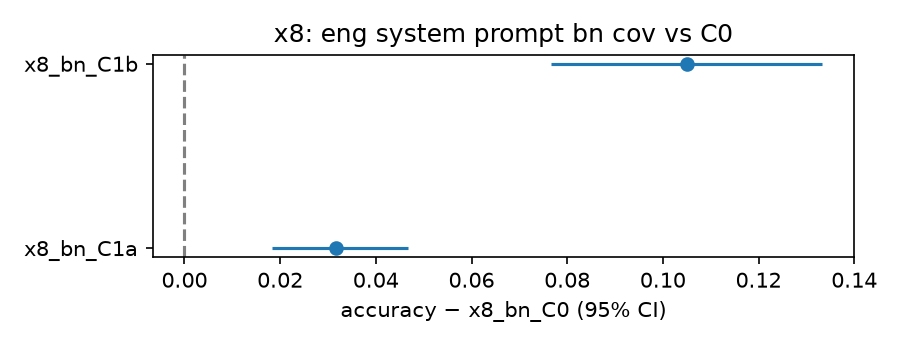 x8: eng system prompt bn cov vs C0
x8_bn_C1b
x8_bn_C1a
0.00 0.02 0.04 0.06 0.08 0.10 0.12 0.14
accuracy − x8_bn_C0 (95% CI)